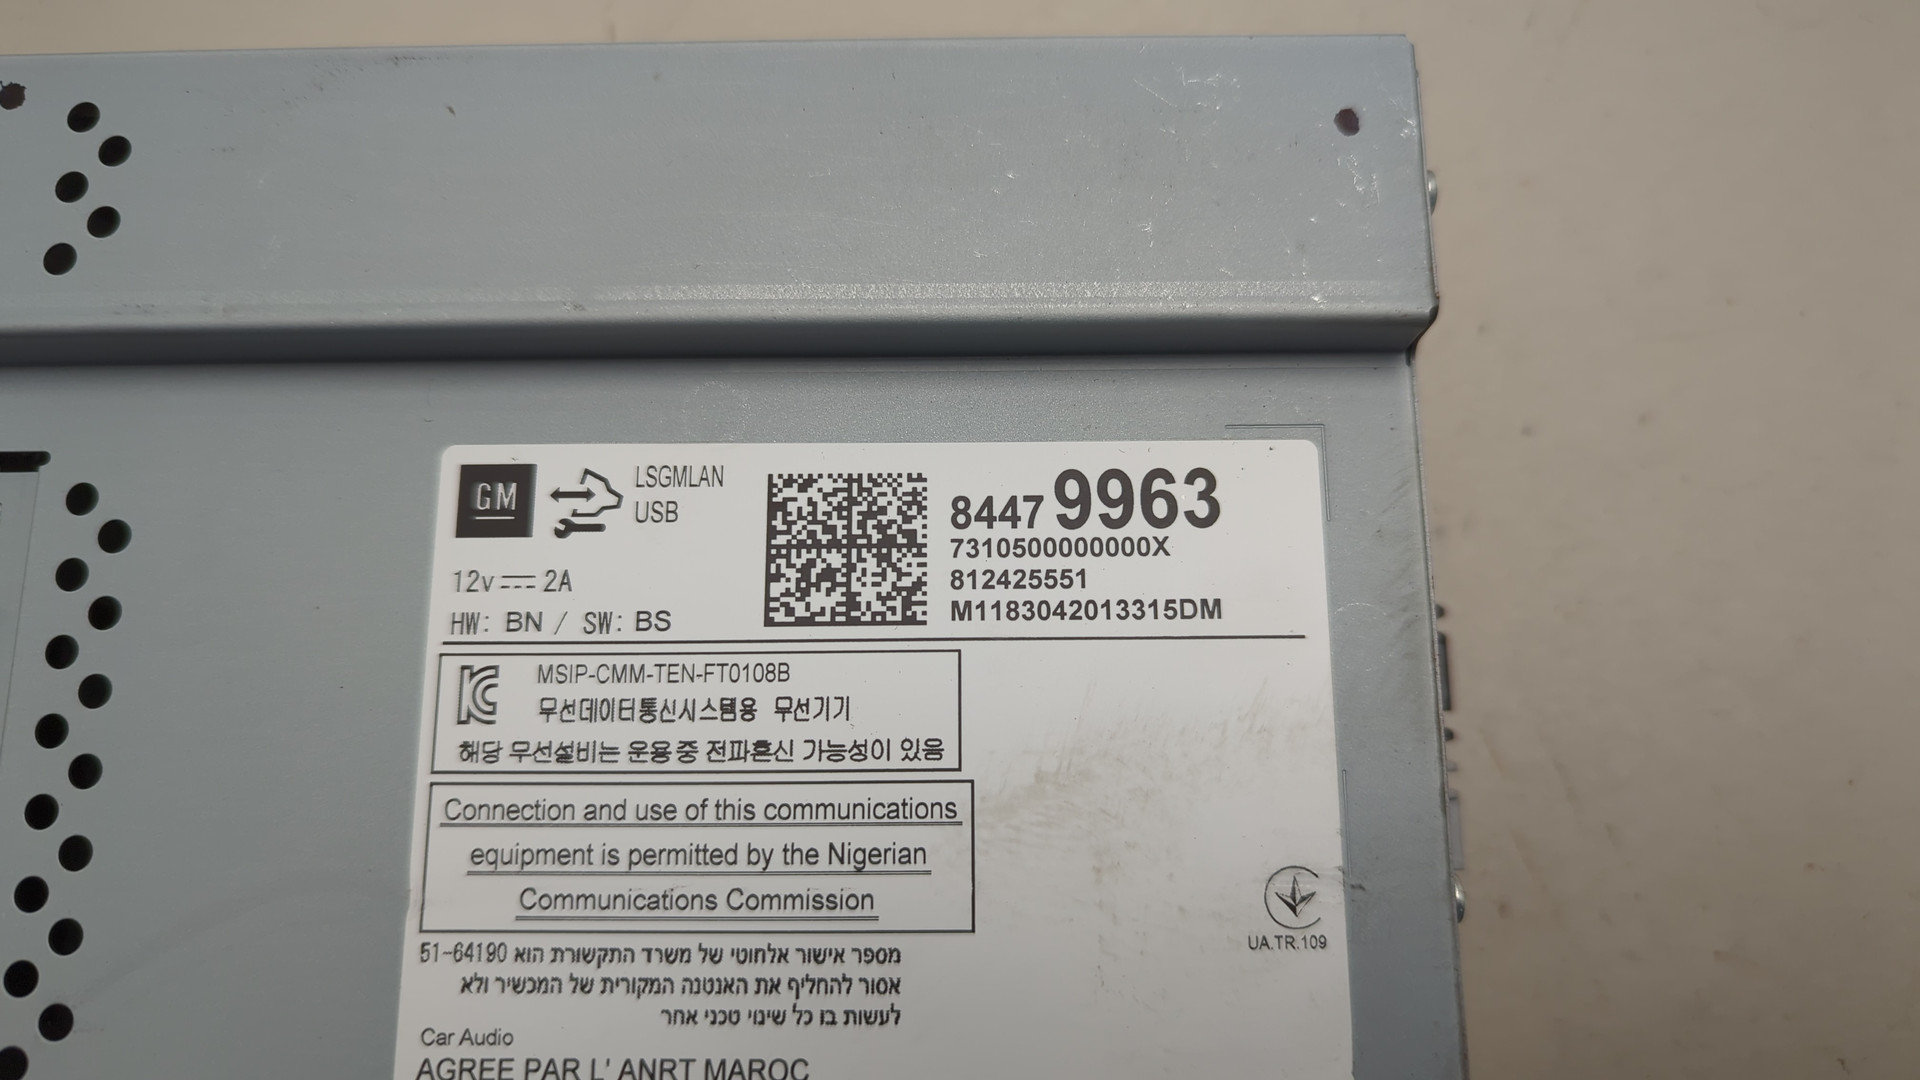 GM
LSGMLAN
USB
12v 2A
HW: BN / SW: BS
84479963
7310500000000X
812425551
M1183042013315DM
MSIP-CMM-TEN-FT0108B
무선데이터통신시스템용 무선기기
해당 무선설비는 운용중 전파혼신 가능성이 있음
Connection and use of this communications
equipment is permitted by the Nigerian
Communications Commission
מספר אישור אלחוטי של משרד התקשורת הוא 51-64190
אסור להחליף את האנטנה המקורית של המכשיר ולא
לעשות בו כל שינוי טכני אחר
UA.TR.109
Car Audio
AGREE PAR L' ANRT MAROC